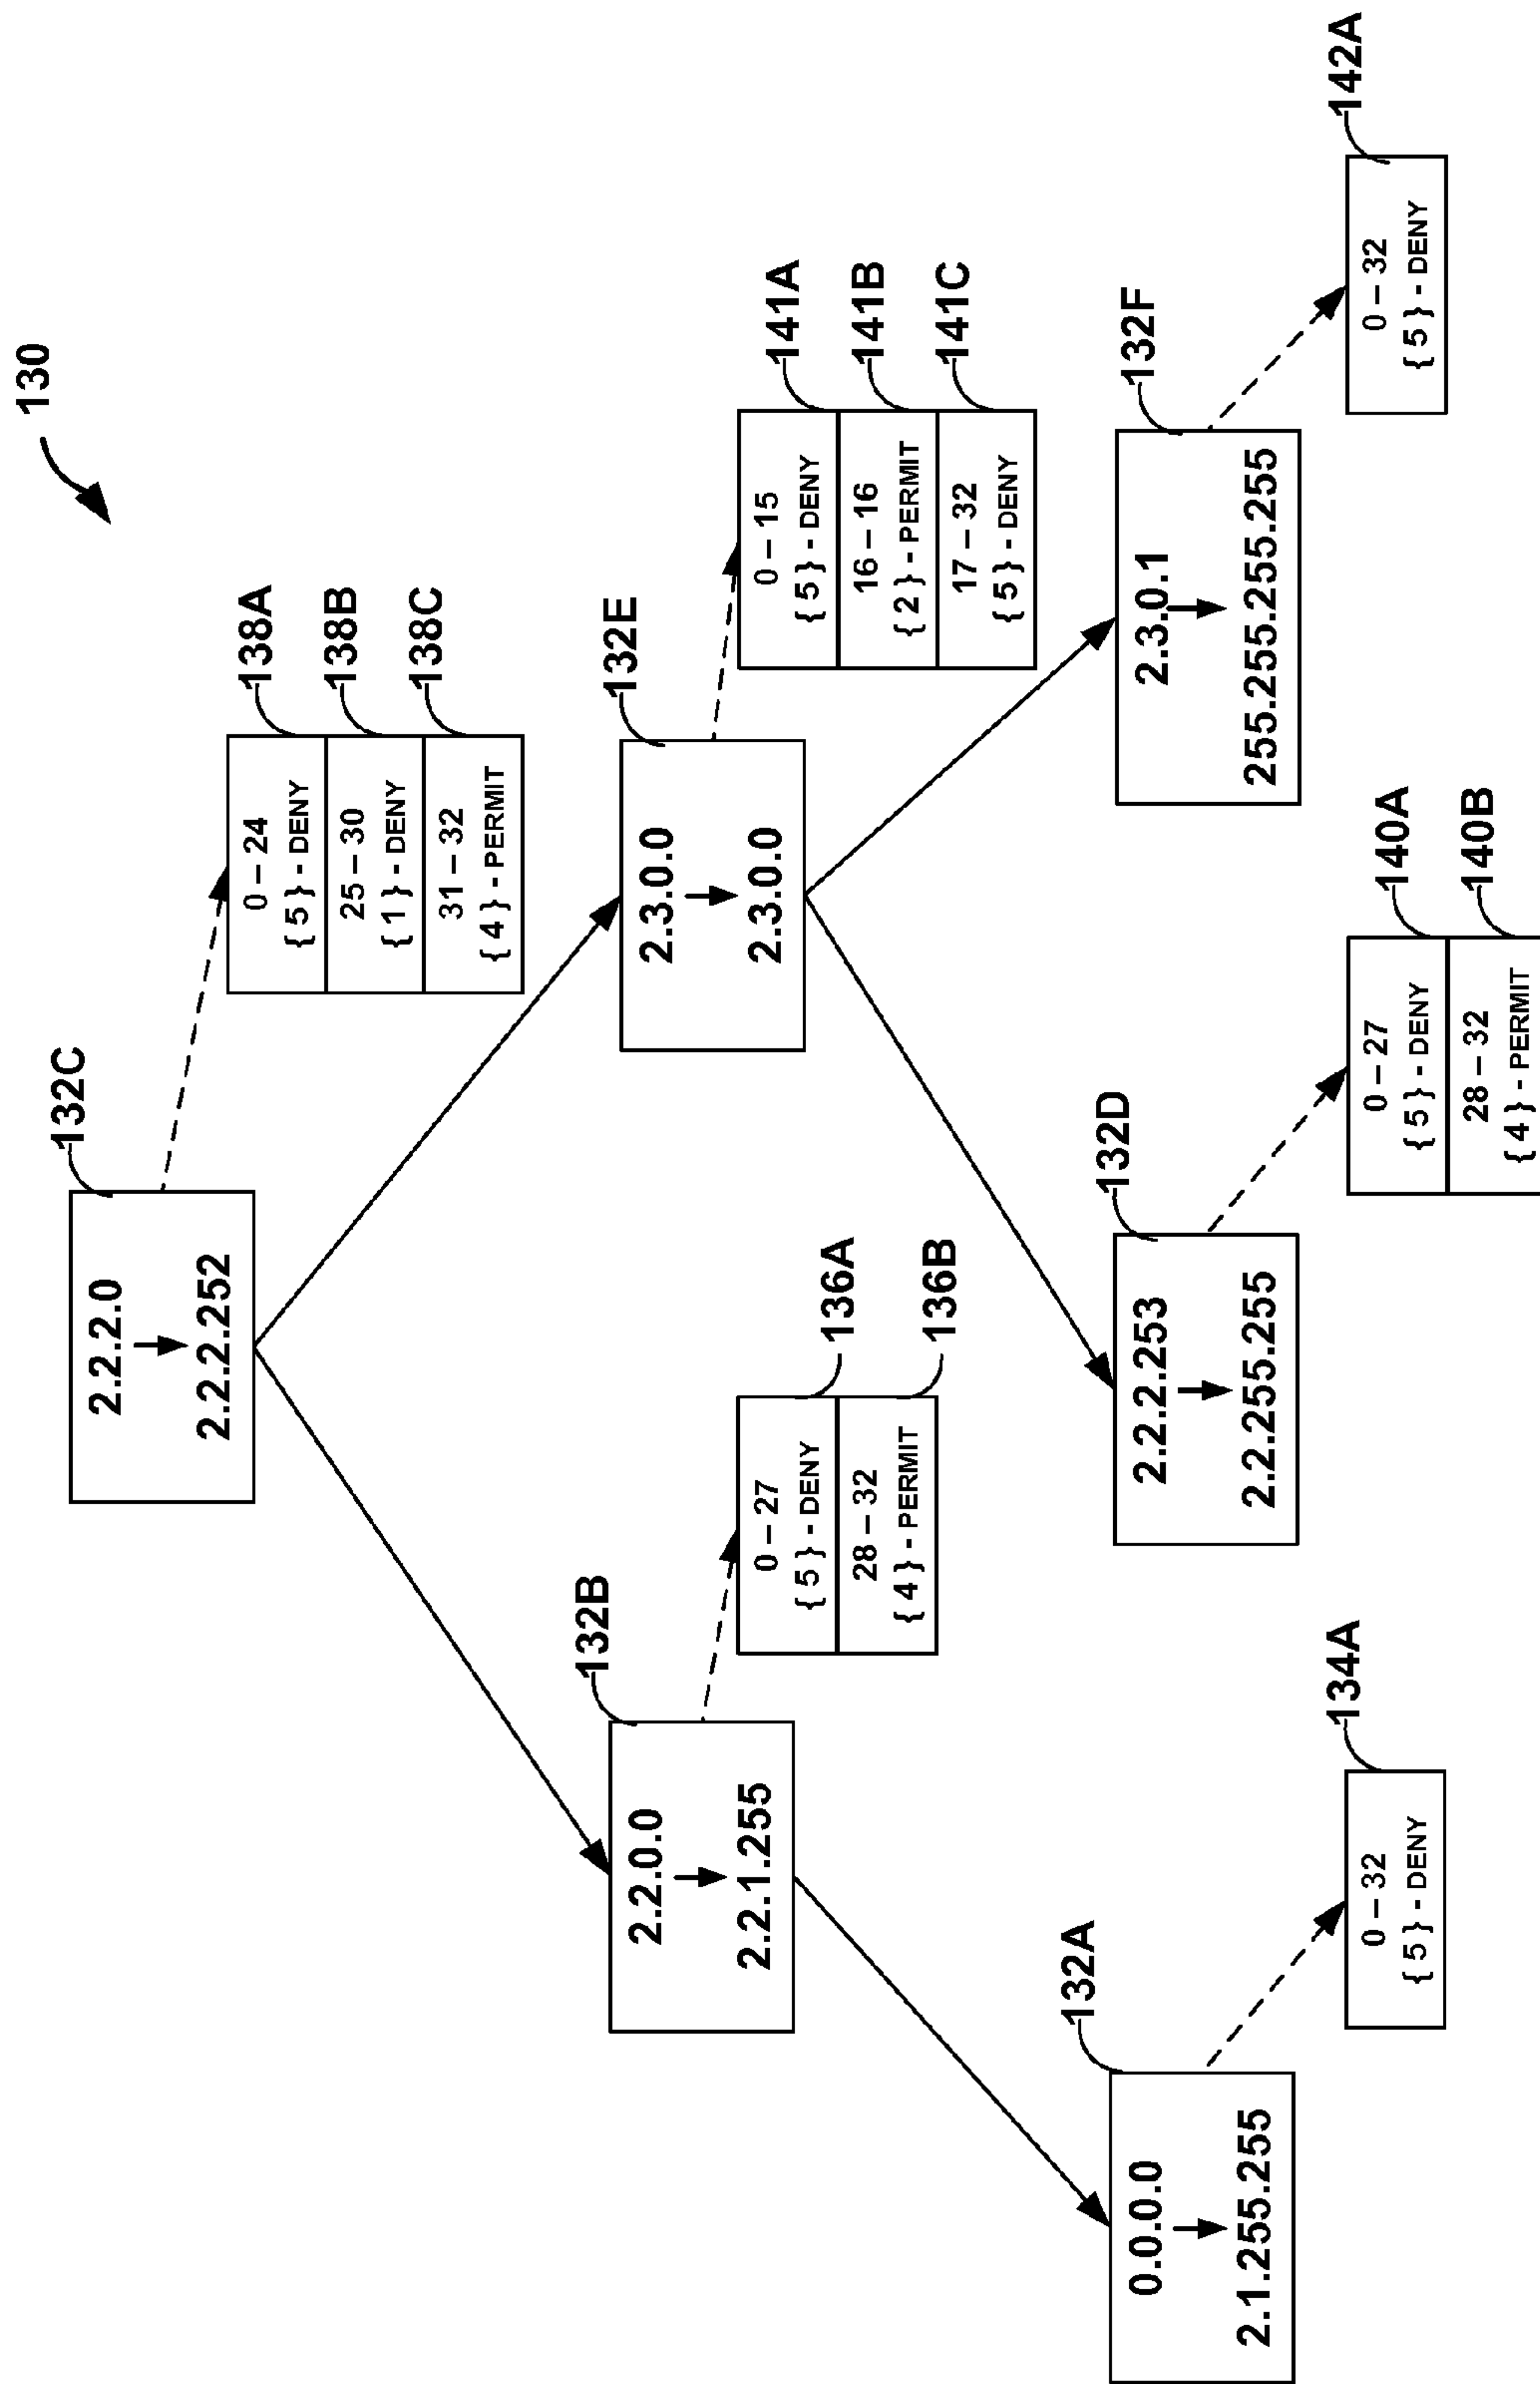 130
132C
2.2.2.0
2.2.2.252
138A
138B
138C
0 – 24
{ 5 } - DENY
25 – 30
{ 1 } - DENY
31 – 32
{ 4 } - PERMIT
132B
2.2.0.0
2.2.1.255
136A
136B
0 – 27
{ 5 } - DENY
28 – 32
{ 4 } - PERMIT
132E
2.3.0.0
2.3.0.0
141A
141B
141C
0 – 15
{ 5 } - DENY
16 – 16
{ 2 } - PERMIT
17 – 32
{ 5 } - DENY
132A
0.0.0.0
2.1.255.255
134A
0 – 32
{ 5 } - DENY
132D
2.2.2.253
2.2.255.255
140A
140B
0 – 27
{ 5 } - DENY
28 – 32
{ 4 } - PERMIT
132F
2.3.0.1
255.255.255.255
142A
0 – 32
{ 5 } - DENY